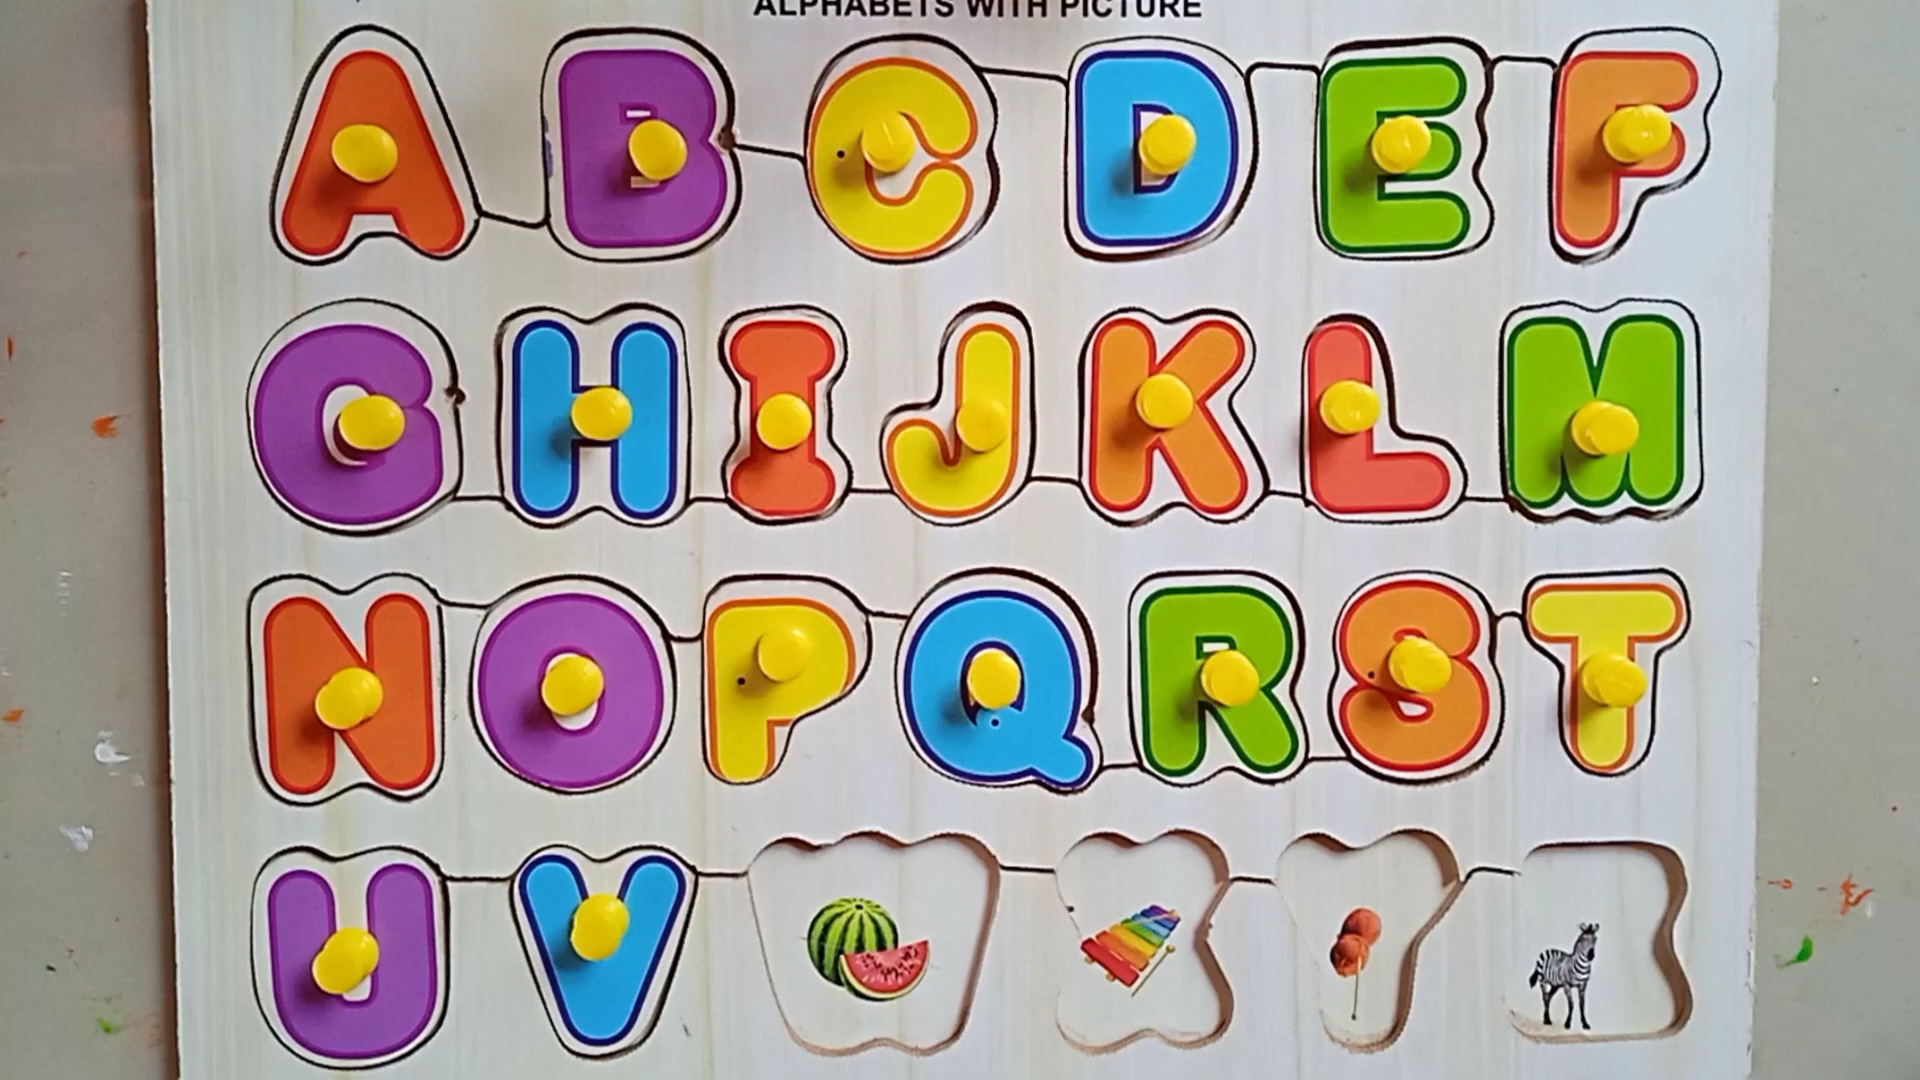 ALPHABETS WITH PICTURE
A B C D E F
G H I J K L M
N O P Q R S T
U V